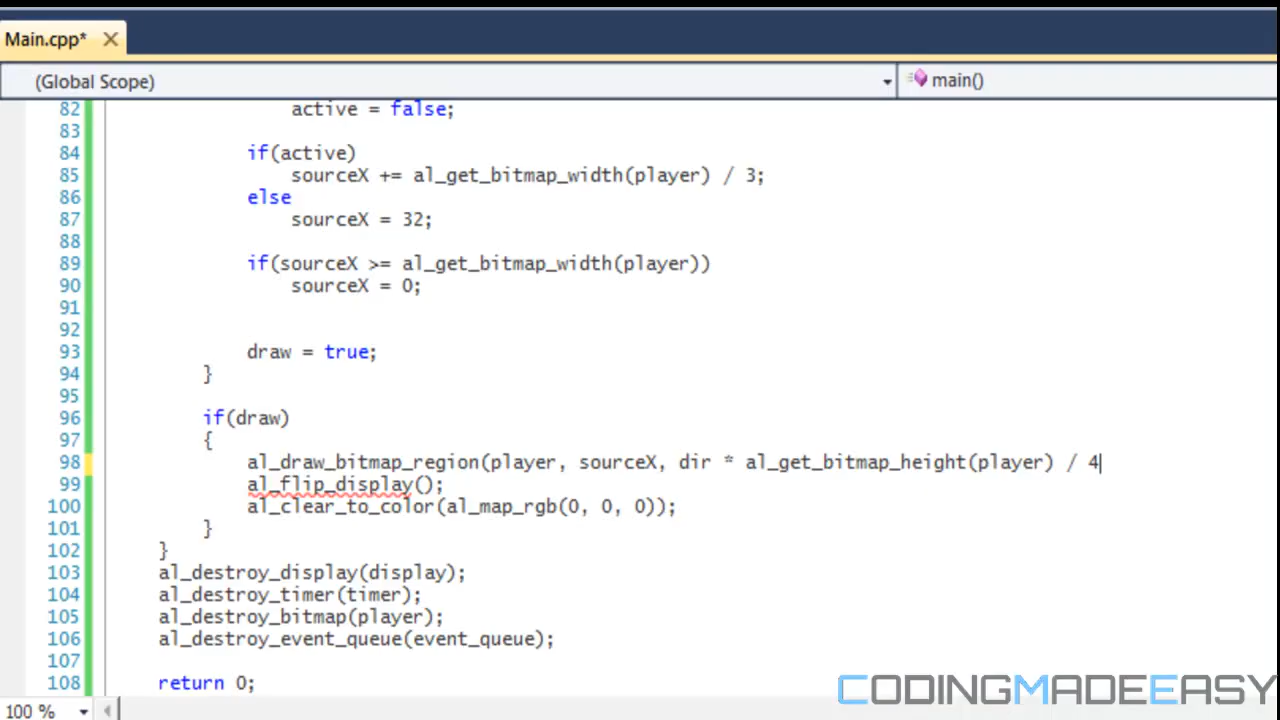 Main.cpp*
(Global Scope) main()
82 active = false;
83
84 if(active)
85 sourceX += al_get_bitmap_width(player) / 3;
86 else
87 sourceX = 32;
88
89 if(sourceX >= al_get_bitmap_width(player))
90 sourceX = 0;
91
92
93 draw = true;
94 }
95
96 if(draw)
97 {
98 al_draw_bitmap_region(player, sourceX, dir * al_get_bitmap_height(player) / 4
99 al_flip_display();
100 al_clear_to_color(al_map_rgb(0, 0, 0));
101 }
102 }
103 al_destroy_display(display);
104 al_destroy_timer(timer);
105 al_destroy_bitmap(player);
106 al_destroy_event_queue(event_queue);
107
108 return 0;
CODINGMADEEASY
100 %